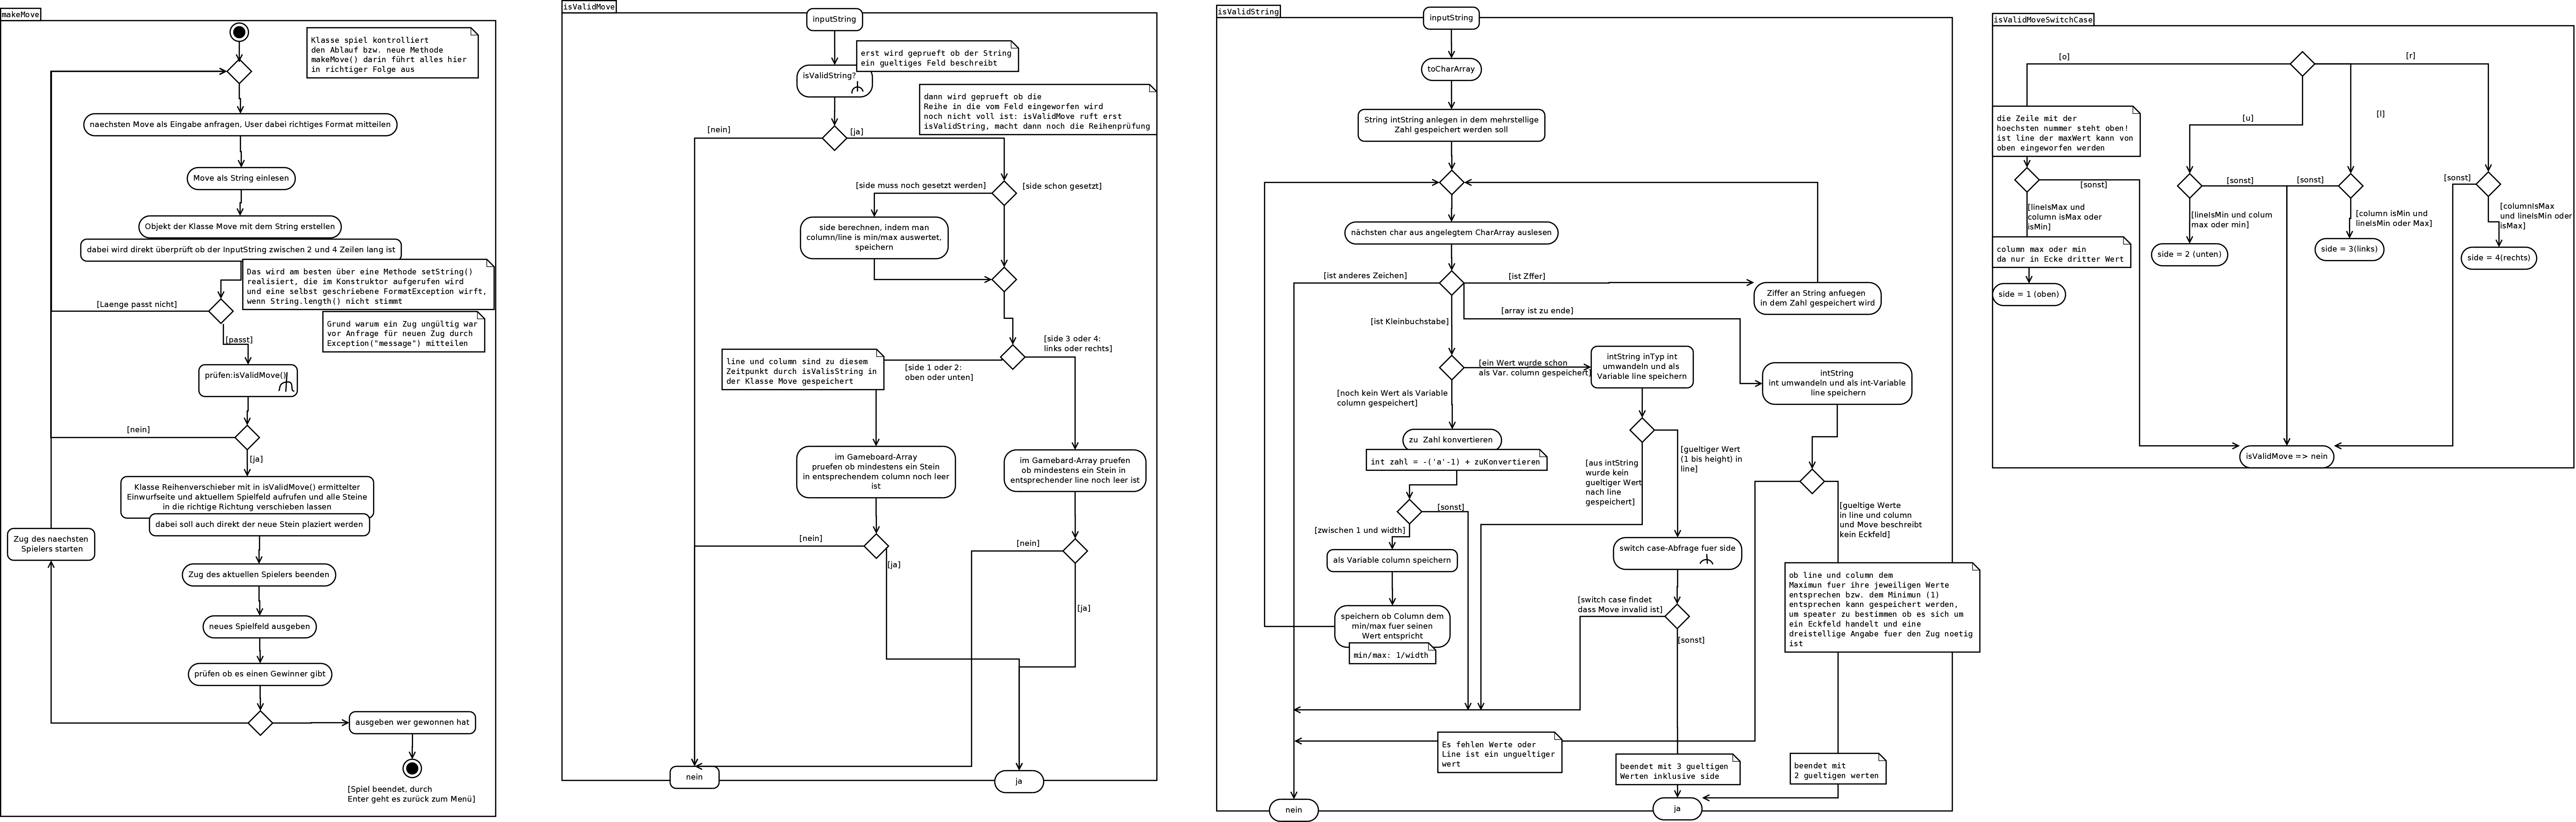 makeMove
Klasse spiel kontrolliert
den Ablauf bzw. neue Methode
makeMove() darin führt alles hier
in richtiger Folge aus
naechsten Move als Eingabe anfragen, User dabei richtiges Format mitteilen
Move als String einlesen
Objekt der Klasse Move mit dem String erstellen
dabei wird direkt überprüft ob der InputString zwischen 2 und 4 Zeilen lang ist
Das wird am besten über eine Methode setString()
realisiert, die im Konstruktor aufgerufen wird
und eine selbst geschriebene FormatException wirft,
wenn String.length() nicht stimmt
[Laenge passt nicht]
Grund warum ein Zug ungültig war
vor Anfrage für neuen Zug durch
Exception("message") mitteilen
[passt]
prüfen:isValidMove()
[nein]
[ja]
Klasse Reihenverschieber mit in isValidMove() ermittelter
Einwurfseite und aktuellem Spielfeld aufrufen und alle Steine
in die richtige Richtung verschieben lassen
dabei soll auch direkt der neue Stein plaziert werden
Zug des naechsten
Spielers starten
Zug des aktuellen Spielers beenden
neues Spielfeld ausgeben
prüfen ob es einen Gewinner gibt
ausgeben wer gewonnen hat
[Spiel beendet, durch
Enter geht es zurück zum Menü]
isValidMove
inputString
erst wird geprueft ob der String
ein gueltiges Feld beschreibt
isValidString?
dann wird geprueft ob die
Reihe in die vom Feld eingeworfen wird
noch nicht voll ist: isValidMove ruft erst
isValidString, macht dann noch die Reihenprüfung
[nein]
[ja]
[side muss noch gesetzt werden]
[side schon gesetzt]
side berechnen, indem man
column/line is min/max auswertet,
speichern
[side 3 oder 4:
links oder rechts]
line und column sind zu diesem
Zeitpunkt durch isValisString in
der Klasse Move gespeichert
[side 1 oder 2:
oben oder unten]
im Gameboard-Array
pruefen ob mindestens ein Stein
in entsprechendem column noch leer
ist
im Gamebard-Array pruefen
ob mindestens ein Stein in
entsprechender line noch leer ist
[nein]
[ja]
[nein]
[ja]
nein
ja
isValidString
inputString
toCharArray
String intString anlegen in dem mehrstellige
Zahl gespeichert werden soll
nächsten char aus angelegtem CharArray auslesen
[ist anderes Zeichen]
[ist Zffer]
Ziffer an String anfuegen
in dem Zahl gespeichert wird
[array ist zu ende]
[ist Kleinbuchstabe]
[ein Wert wurde schon
als Var. column gespeichert]
intString inTyp int
umwandeln und als
Variable line speichern
intString
int umwandeln und als int-Variable
line speichern
[noch kein Wert als Variable
column gespeichert]
zu  Zahl konvertieren
int zahl = -('a'-1) + zuKonvertieren
[aus intString
wurde kein
gueltiger Wert
nach line
gespeichert]
[gueltiger Wert
(1 bis height) in
line]
[sonst]
[zwischen 1 und width]
[gueltige Werte
in line und column
und Move beschreibt
kein Eckfeld]
als Variable column speichern
switch case-Abfrage fuer side
speichern ob Column dem
min/max fuer seinen
Wert entspricht
min/max: 1/width
[switch case findet
dass Move invalid ist]
[sonst]
ob line und column dem
Maximun fuer ihre jeweiligen Werte
entsprechen bzw. dem Minimun (1)
entsprechen kann gespeichert werden,
um speater zu bestimmen ob es sich um
ein Eckfeld handelt und eine
dreistellige Angabe fuer den Zug noetig
ist
Es fehlen Werte oder
Line ist ein ungueltiger
wert
beendet mit 3 gueltigen
Werten inklusive side
beendet mit
2 gueltigen werten
nein
ja
isValidMoveSwitchCase
[o]
[r]
[u]
[l]
die Zeile mit der
hoechsten nummer steht oben!
ist line der maxWert kann von
oben eingeworfen werden
[sonst]
[sonst]
[sonst]
[sonst]
[lineIsMax und
column isMax oder
isMin]
[lineIsMin und colum
max oder min]
[column isMin und
lineIsMin oder Max]
[columnIsMax
und lineIsMin oder
isMax]
column max oder min
da nur in Ecke dritter Wert
side = 1 (oben)
side = 2 (unten)
side = 3(links)
side = 4(rechts)
isValidMove => nein